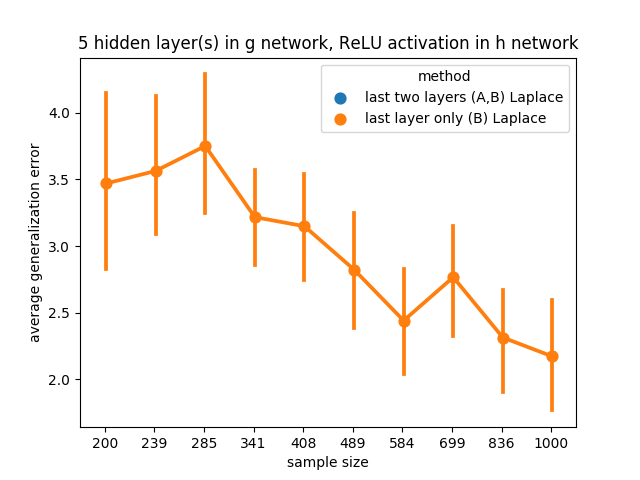 5 hidden layer(s) in g network, ReLU activation in h network
method
last two layers (A,B) Laplace
last layer only (B) Laplace
average generalization error
4.0
3.5
3.0
2.5
2.0
200 239 285 341 408 489 584 699 836 1000
sample size